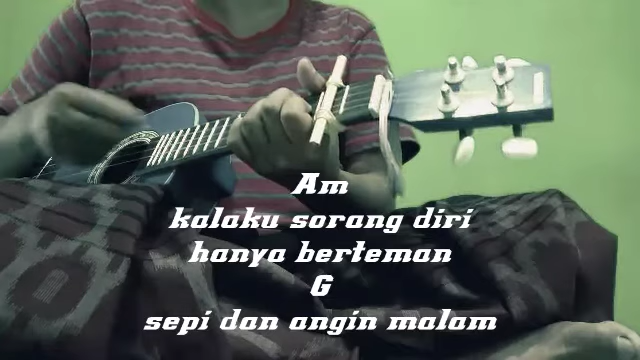 Am
kalaku sorang diri
hanya berteman
G
sepi dan angin malam